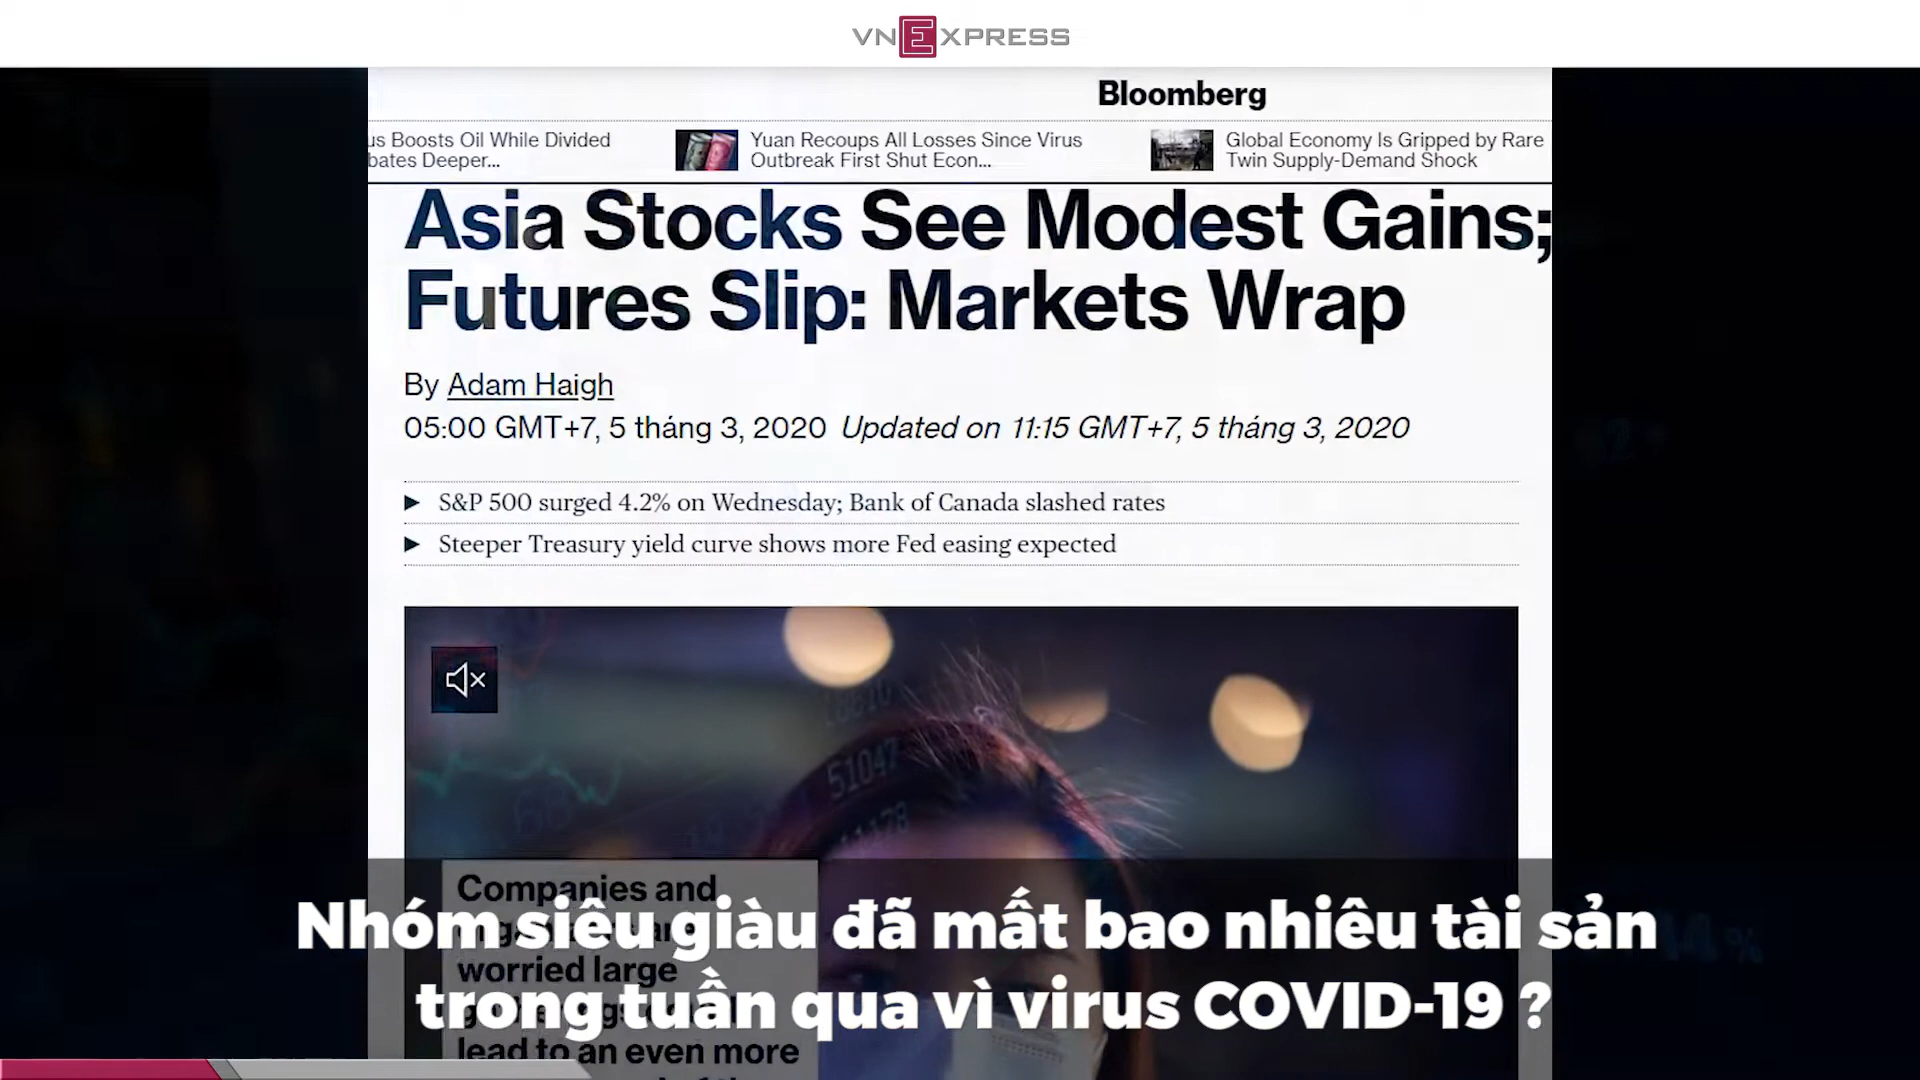 VNEXPRESS
Bloomberg
us Boosts Oil While Divided
bates Deeper...
Yuan Recoups All Losses Since Virus
Outbreak First Shut Econ...
Global Economy Is Gripped by Rare
Twin Supply-Demand Shock
Asia Stocks See Modest Gains;
Futures Slip: Markets Wrap
By Adam Haigh
05:00 GMT+7, 5 tháng 3, 2020 Updated on 11:15 GMT+7, 5 tháng 3, 2020
S&P 500 surged 4.2% on Wednesday; Bank of Canada slashed rates
Steeper Treasury yield curve shows more Fed easing expected
51047
Companies and
worried large
lead to an even more
Nhóm siêu giàu đã mất bao nhiêu tài sản
trong tuần qua vì virus COVID-19 ?